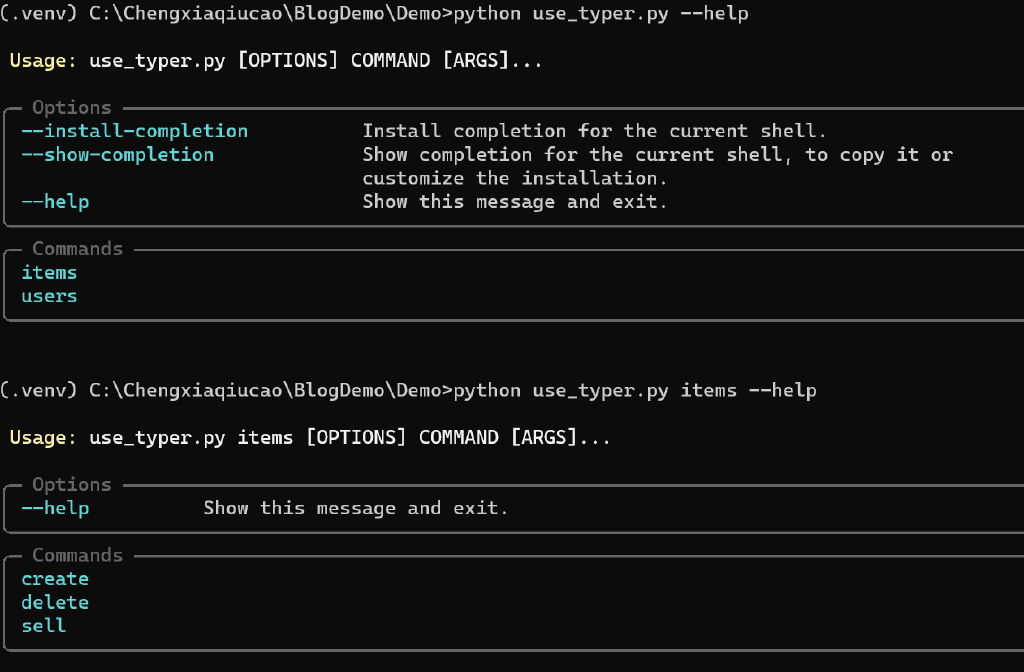 (.venv) C:\Chengxiaqiucao\BlogDemo\Demo>python use_typer.py --help
Usage: use_typer.py [OPTIONS] COMMAND [ARGS]...
Options
--install-completion Install completion for the current shell.
--show-completion Show completion for the current shell, to copy it or
customize the installation.
--help Show this message and exit.
Commands
items
users
(.venv) C:\Chengxiaqiucao\BlogDemo\Demo>python use_typer.py items --help
Usage: use_typer.py items [OPTIONS] COMMAND [ARGS]...
Options
--help Show this message and exit.
Commands
create
delete
sell